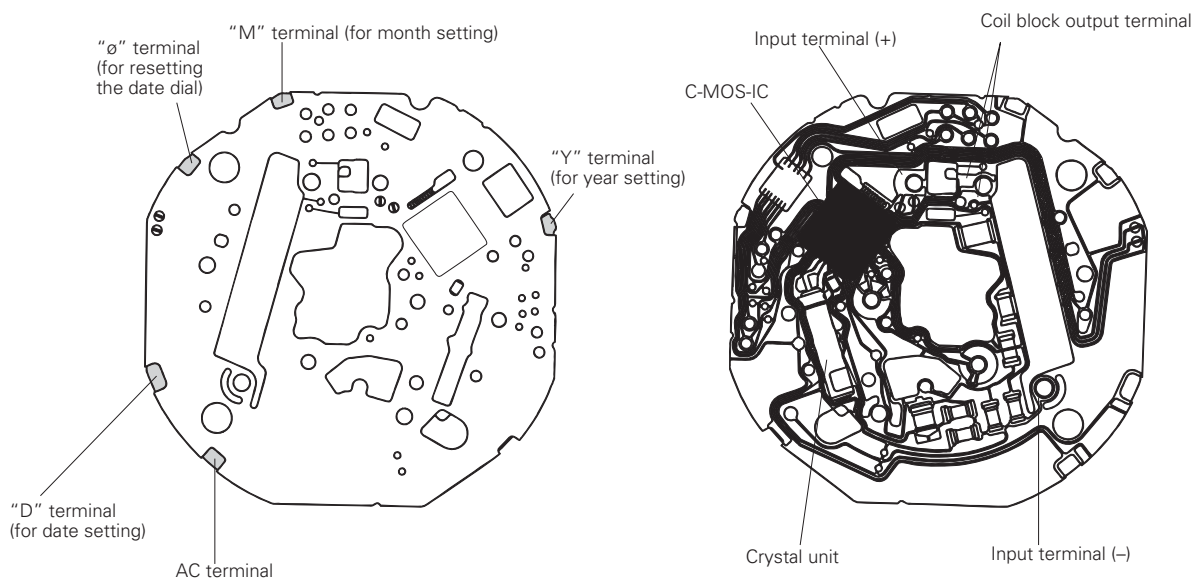 “M” terminal (for month setting)
“ø” terminal
(for resetting
the date dial)
“Y” terminal
(for year setting)
“D” terminal
(for date setting)
AC terminal
Coil block output terminal
Input terminal (+)
C-MOS-IC
Crystal unit
Input terminal (–)